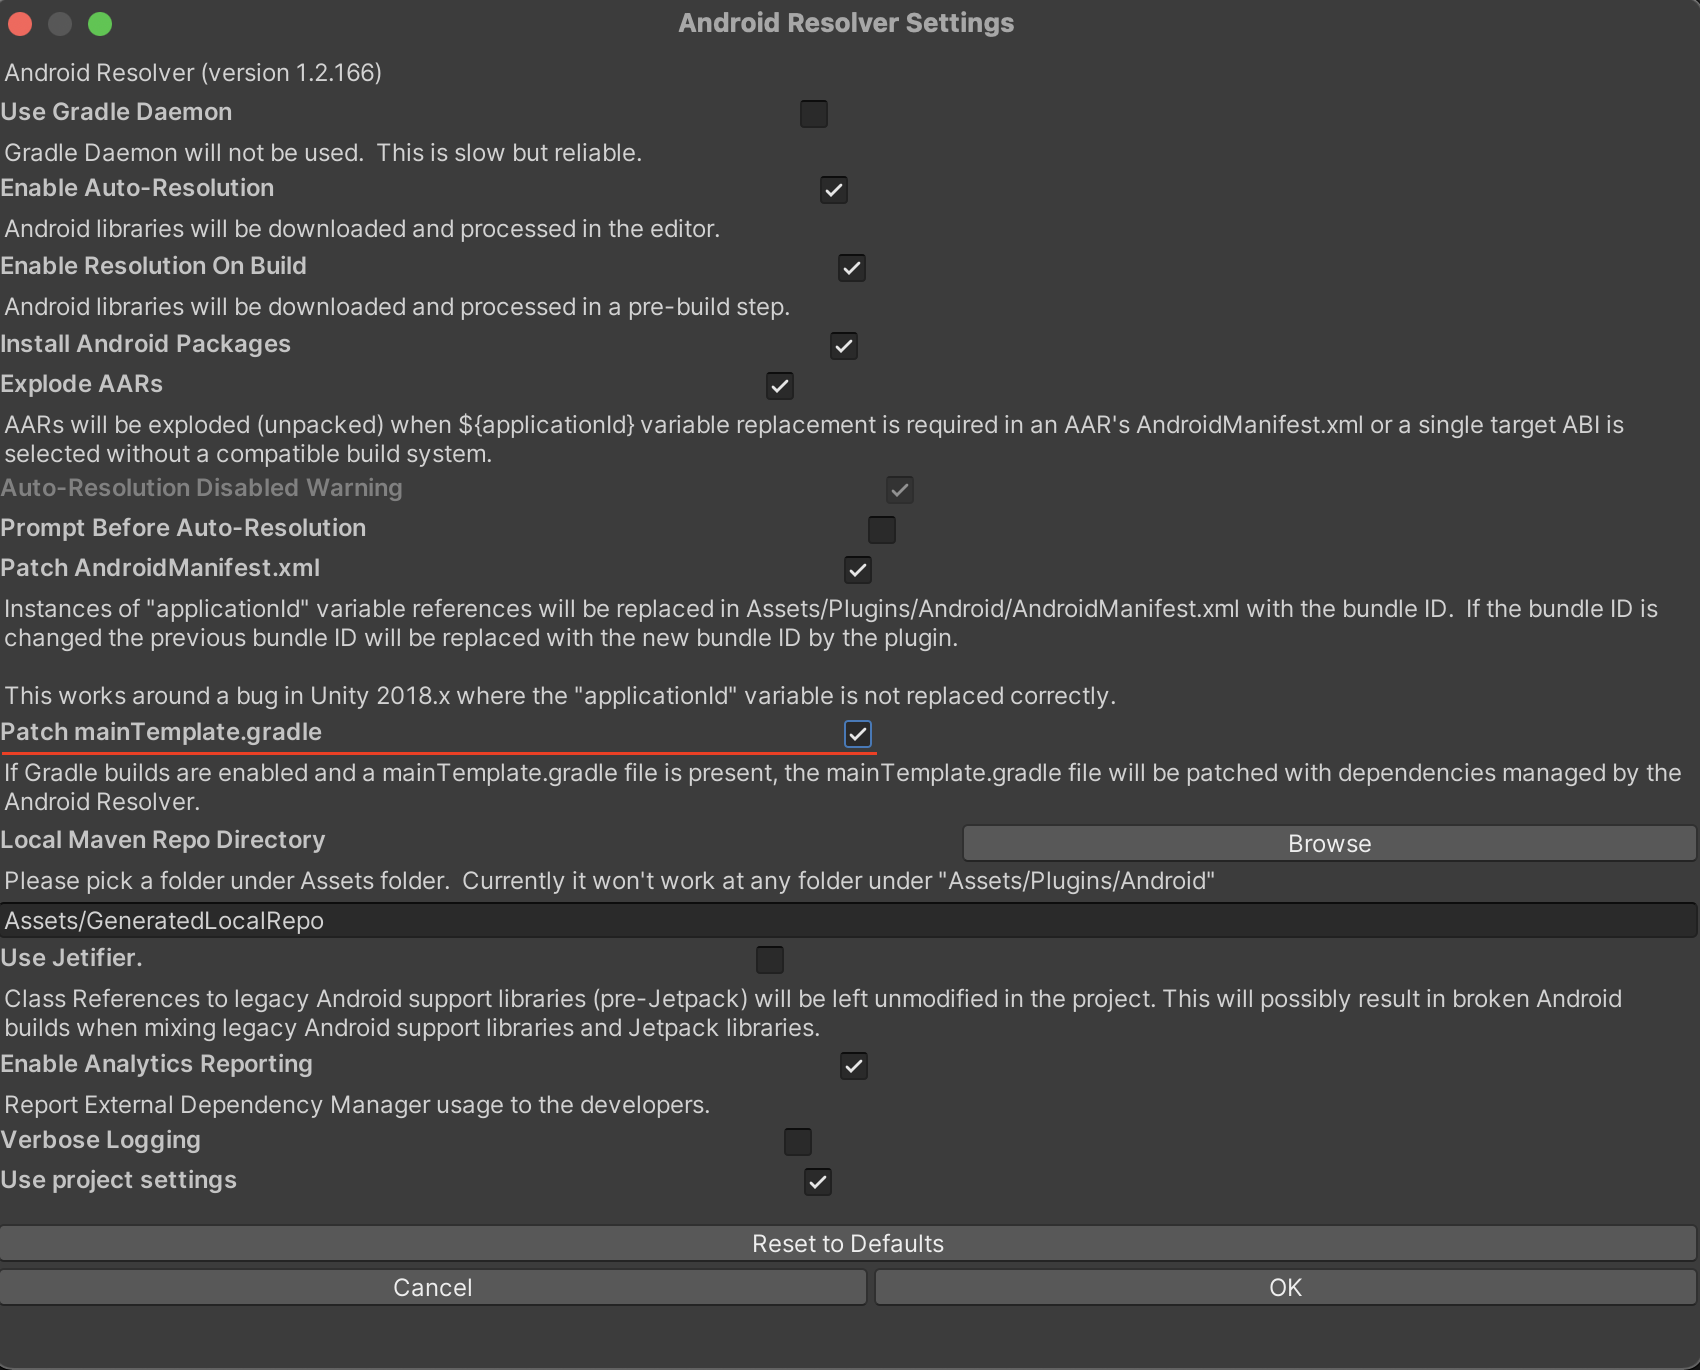 Android Resolver Settings
Android Resolver (version 1.2.166)
Use Gradle Daemon
Gradle Daemon will not be used.  This is slow but reliable.
Enable Auto-Resolution
Android libraries will be downloaded and processed in the editor.
Enable Resolution On Build
Android libraries will be downloaded and processed in a pre-build step.
Install Android Packages
Explode AARs
AARs will be exploded (unpacked) when ${applicationId} variable replacement is required in an AAR's AndroidManifest.xml or a single target ABI is
selected without a compatible build system.
Auto-Resolution Disabled Warning
Prompt Before Auto-Resolution
Patch AndroidManifest.xml
Instances of "applicationId" variable references will be replaced in Assets/Plugins/Android/AndroidManifest.xml with the bundle ID.  If the bundle ID is
changed the previous bundle ID will be replaced with the new bundle ID by the plugin.
This works around a bug in Unity 2018.x where the "applicationId" variable is not replaced correctly.
Patch mainTemplate.gradle
If Gradle builds are enabled and a mainTemplate.gradle file is present, the mainTemplate.gradle file will be patched with dependencies managed by the
Android Resolver.
Local Maven Repo Directory
Browse
Please pick a folder under Assets folder.  Currently it won't work at any folder under "Assets/Plugins/Android"
Assets/GeneratedLocalRepo
Use Jetifier.
Class References to legacy Android support libraries (pre-Jetpack) will be left unmodified in the project. This will possibly result in broken Android
builds when mixing legacy Android support libraries and Jetpack libraries.
Enable Analytics Reporting
Report External Dependency Manager usage to the developers.
Verbose Logging
Use project settings
Reset to Defaults
Cancel
OK